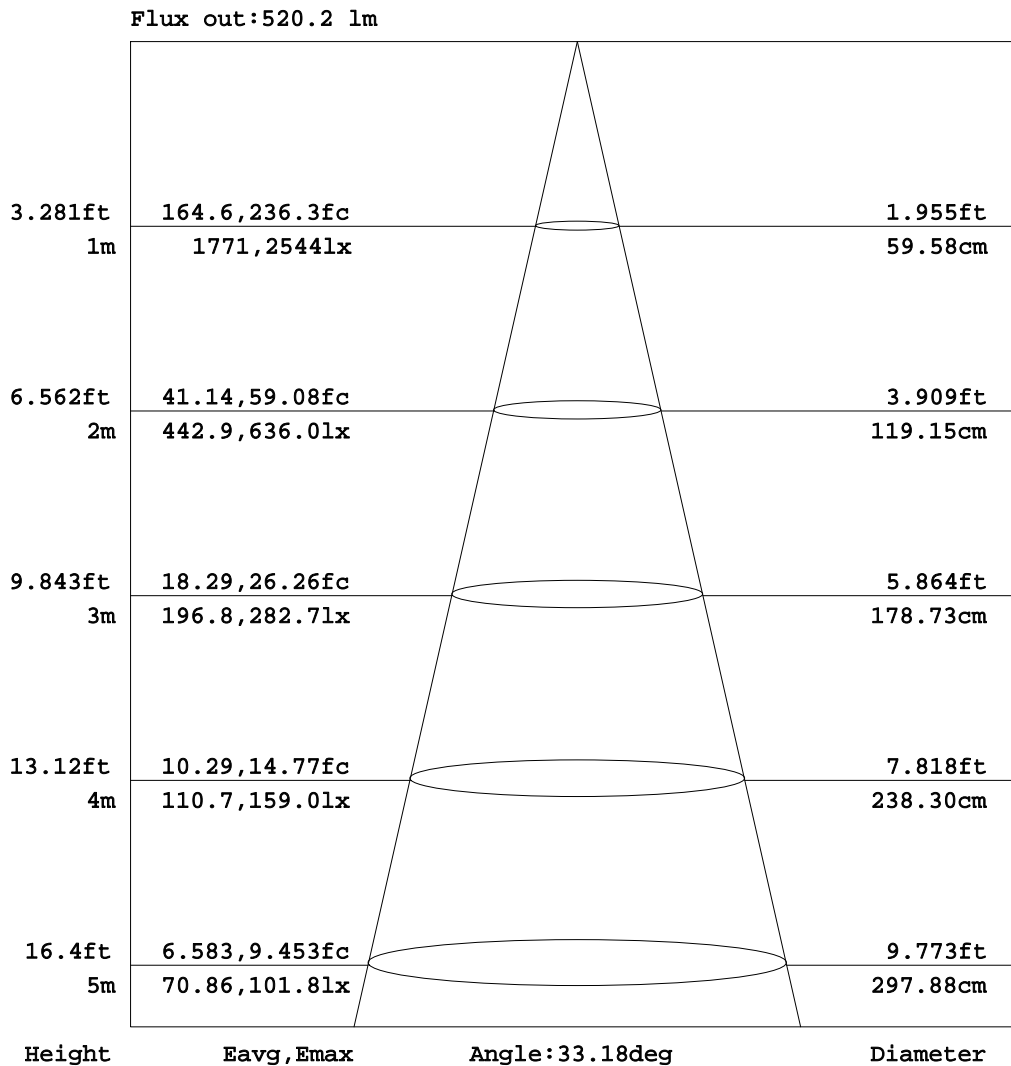 Flux out:520.2 lm
3.281ft 164.6,236.3fc 1.955ft
1m 1771,2544lx 59.58cm
6.562ft 41.14,59.08fc 3.909ft
2m 442.9,636.0lx 119.15cm
9.843ft 18.29,26.26fc 5.864ft
3m 196.8,282.7lx 178.73cm
13.12ft 10.29,14.77fc 7.818ft
4m 110.7,159.0lx 238.30cm
16.4ft 6.583,9.453fc 9.773ft
5m 70.86,101.8lx 297.88cm
Height Eavg,Emax Angle:33.18deg Diameter